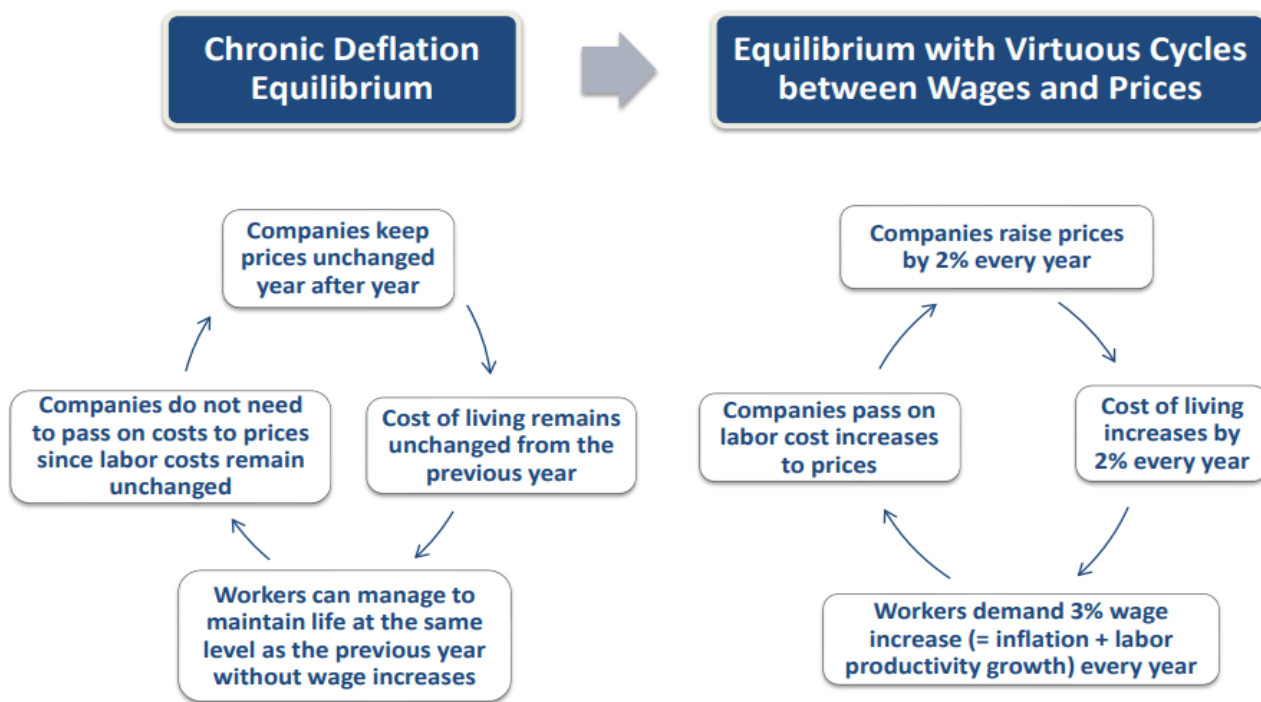 Chronic Deflation
Equilibrium
Equilibrium with Virtuous Cycles
between Wages and Prices
Companies keep
prices unchanged
year after year
Cost of living remains
unchanged from the
previous year
Workers can manage to
maintain life at the same
level as the previous year
without wage increases
Companies do not need
to pass on costs to prices
since labor costs remain
unchanged
Companies raise prices
by 2% every year
Cost of living
increases by
2% every year
Workers demand 3% wage
increase (= inflation + labor
productivity growth) every year
Companies pass on
labor cost increases
to prices